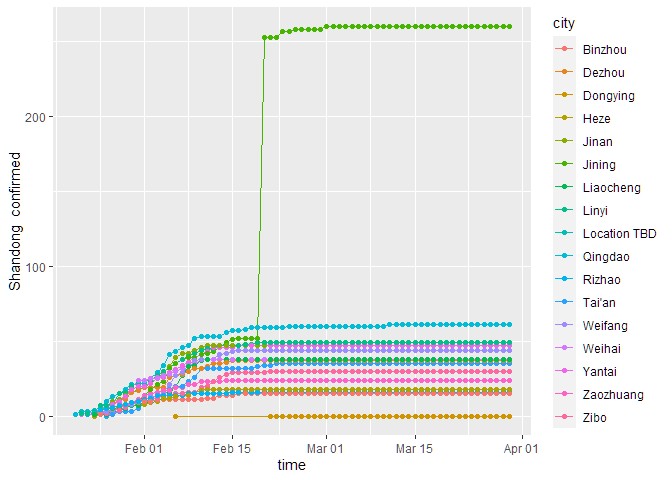 Shandong confirmed
200
100
0
Feb 01
Feb 15
Mar 01
Mar 15
Apr 01
time
city
Binzhou
Dezhou
Dongying
Heze
Jinan
Jining
Liaocheng
Linyi
Location TBD
Qingdao
Rizhao
Tai'an
Weifang
Weihai
Yantai
Zaozhuang
Zibo